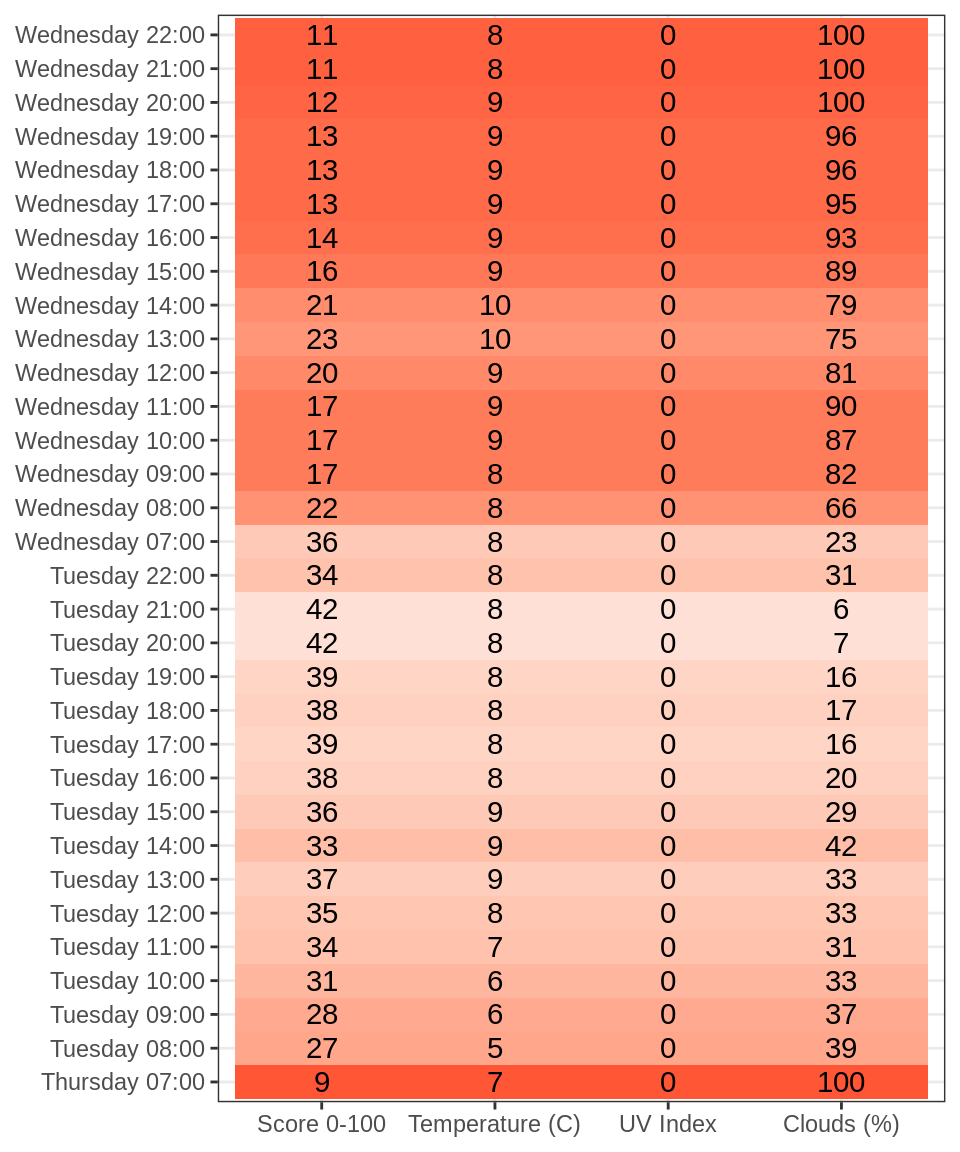 Wednesday 22:00 11 8 0 100
Wednesday 21:00 11 8 0 100
Wednesday 20:00 12 9 0 100
Wednesday 19:00 13 9 0 96
Wednesday 18:00 13 9 0 96
Wednesday 17:00 13 9 0 95
Wednesday 16:00 14 9 0 93
Wednesday 15:00 16 9 0 89
Wednesday 14:00 21 10 0 79
Wednesday 13:00 23 10 0 75
Wednesday 12:00 20 9 0 81
Wednesday 11:00 17 9 0 90
Wednesday 10:00 17 9 0 87
Wednesday 09:00 17 8 0 82
Wednesday 08:00 22 8 0 66
Wednesday 07:00 36 8 0 23
Tuesday 22:00 34 8 0 31
Tuesday 21:00 42 8 0 6
Tuesday 20:00 42 8 0 7
Tuesday 19:00 39 8 0 16
Tuesday 18:00 38 8 0 17
Tuesday 17:00 39 8 0 16
Tuesday 16:00 38 8 0 20
Tuesday 15:00 36 9 0 29
Tuesday 14:00 33 9 0 42
Tuesday 13:00 37 9 0 33
Tuesday 12:00 35 8 0 33
Tuesday 11:00 34 7 0 31
Tuesday 10:00 31 6 0 33
Tuesday 09:00 28 6 0 37
Tuesday 08:00 27 5 0 39
Thursday 07:00 9 7 0 100
Score 0-100 Temperature (C) UV Index Clouds (%)